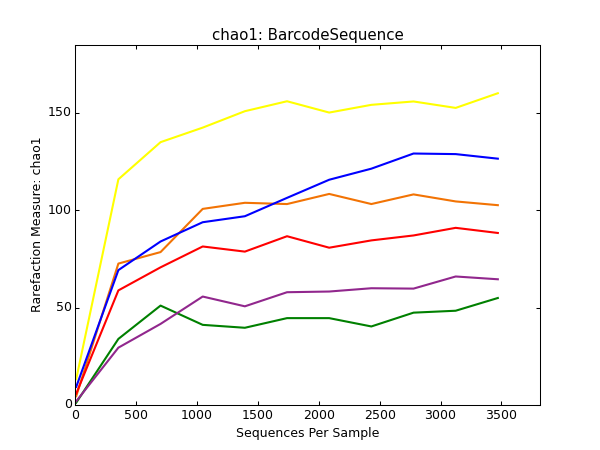 chao1: BarcodeSequence
150
100
50
0
Rarefaction Measure: chao1
0 500 1000 1500 2000 2500 3000 3500
Sequences Per Sample